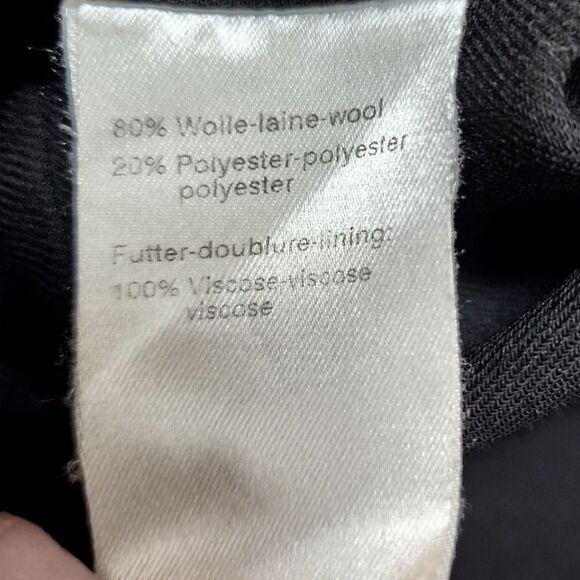 80% Wolle-laine-wool
20% Polyester-polyester
polyester
Futter-doublure-lining:
100% Viscose-viscose
viscose